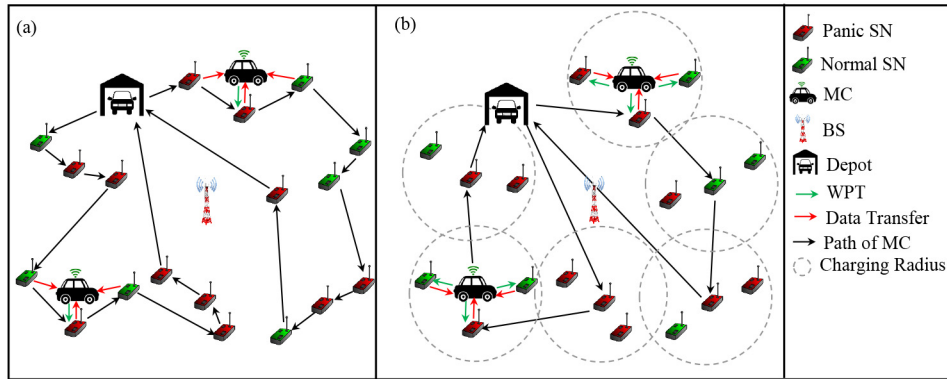 (a)
(b)
Panic SN
Normal SN
MC
BS
Depot
WPT
Data Transfer
Path of MC
Charging Radius